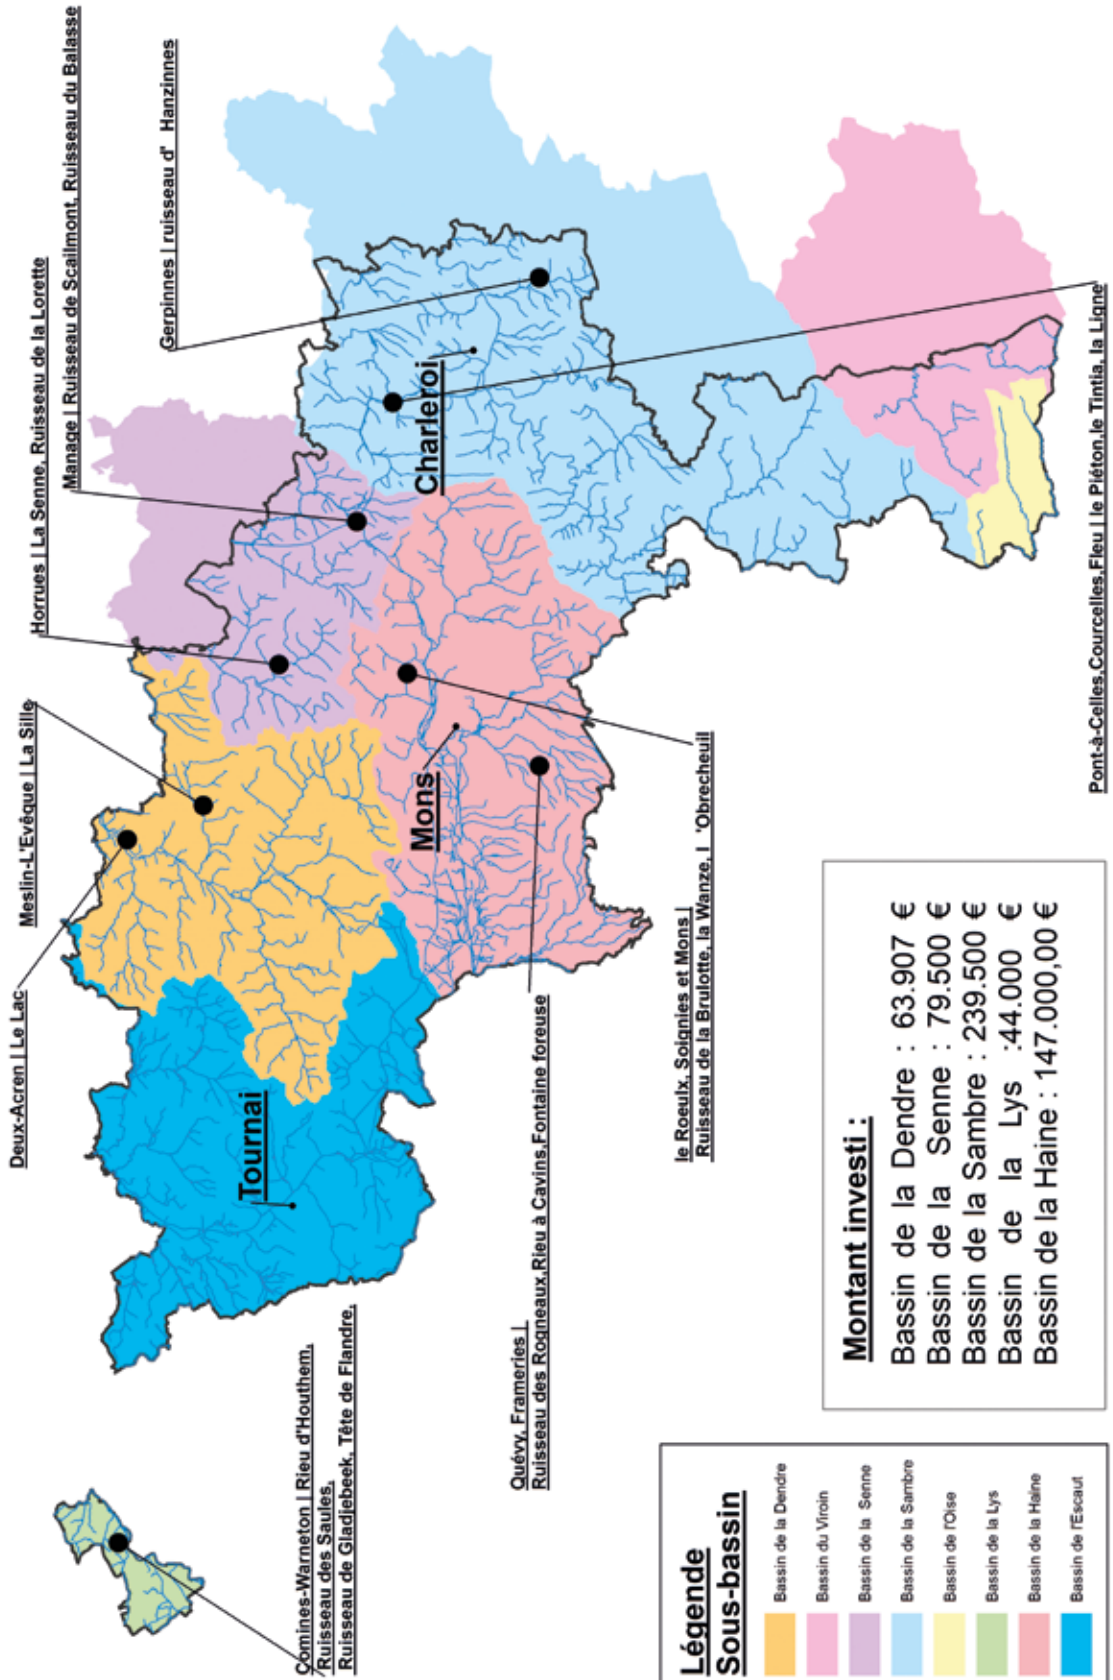 Deux-Acren | Le Lac
Meslin-L'Evêque | La Sille
Horrues | La Senne, Ruisseau de la Lorette
Manage | Ruisseau de Scailmont, Ruisseau du Balasse
Gerpinnes | ruisseau d' Hanzinnes
Tournai
Mons
Charleroi
Comines-Warneton | Rieu d'Houthem,
Ruisseau des Saules,
Ruisseau de Gladjebeek, Tête de Flandre,
Quévy, Frameries |
Ruisseau des Rogneaux,Rieu à Cavins,Fontaine foreuse
le Roeulx, Soignies et Mons |
Ruisseau de la Brulotte, la Wanze, l 'Obrecheuil
Pont-à-Celles,Courcelles,Fleu | le Piéton,le Tintia, la Ligne
Légende
Sous-bassin
Bassin de la Dendre
Bassin du Viroin
Bassin de la Senne
Bassin de la Sambre
Bassin de l'Oise
Bassin de la Lys
Bassin de la Haine
Bassin de l'Escaut
Montant investi :
Bassin de la Dendre : 63.907 €
Bassin de la Senne : 79.500 €
Bassin de la Sambre : 239.500 €
Bassin de la Lys :44.000 €
Bassin de la Haine : 147.000,00 €